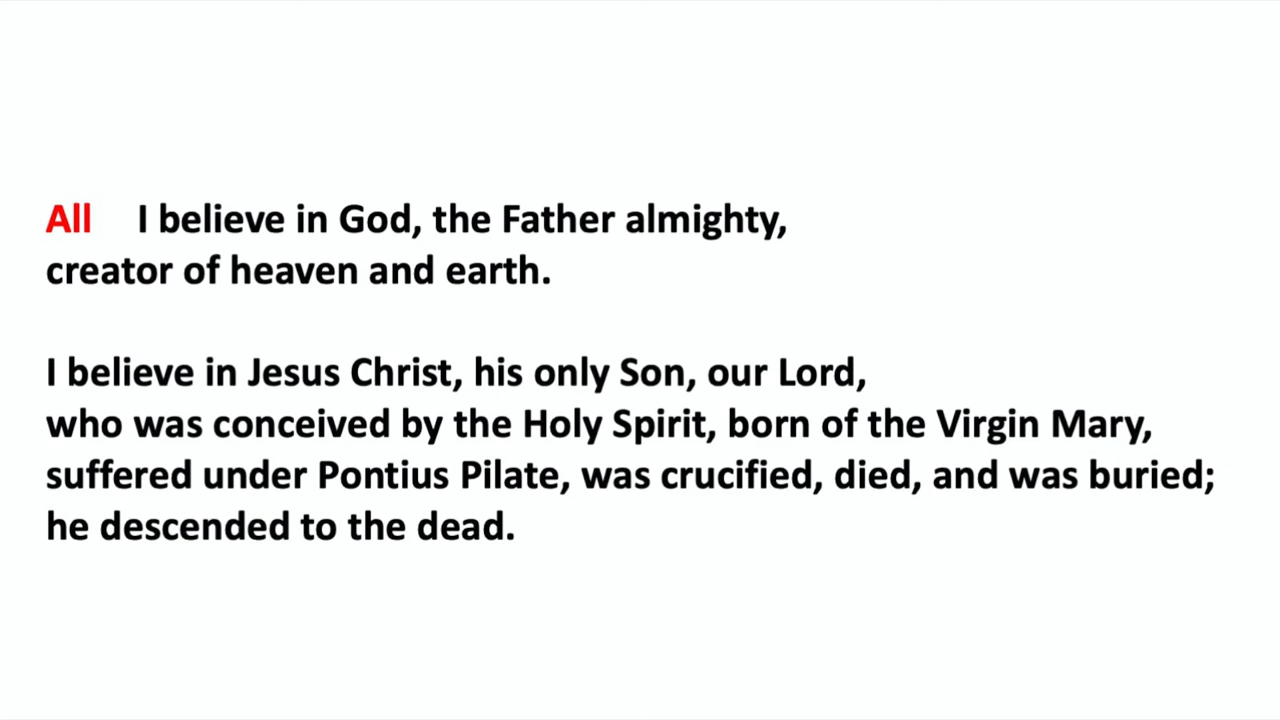 All I believe in God, the Father almighty,
creator of heaven and earth.
I believe in Jesus Christ, his only Son, our Lord,
who was conceived by the Holy Spirit, born of the Virgin Mary,
suffered under Pontius Pilate, was crucified, died, and was buried;
he descended to the dead.